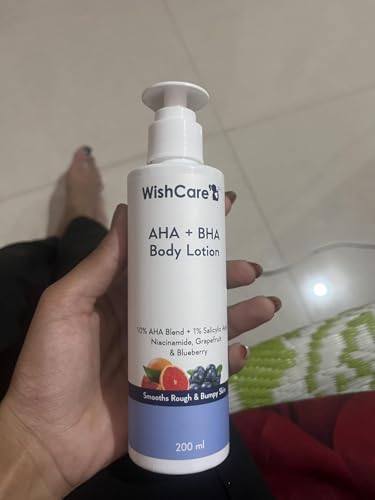 WishCare
AHA + BHA
Body Lotion
10% AHA Blend + 1% Salicylic
Niacinamide, Grapefruit
& Blueberry
Smooths Rough & Bumpy
200 ml